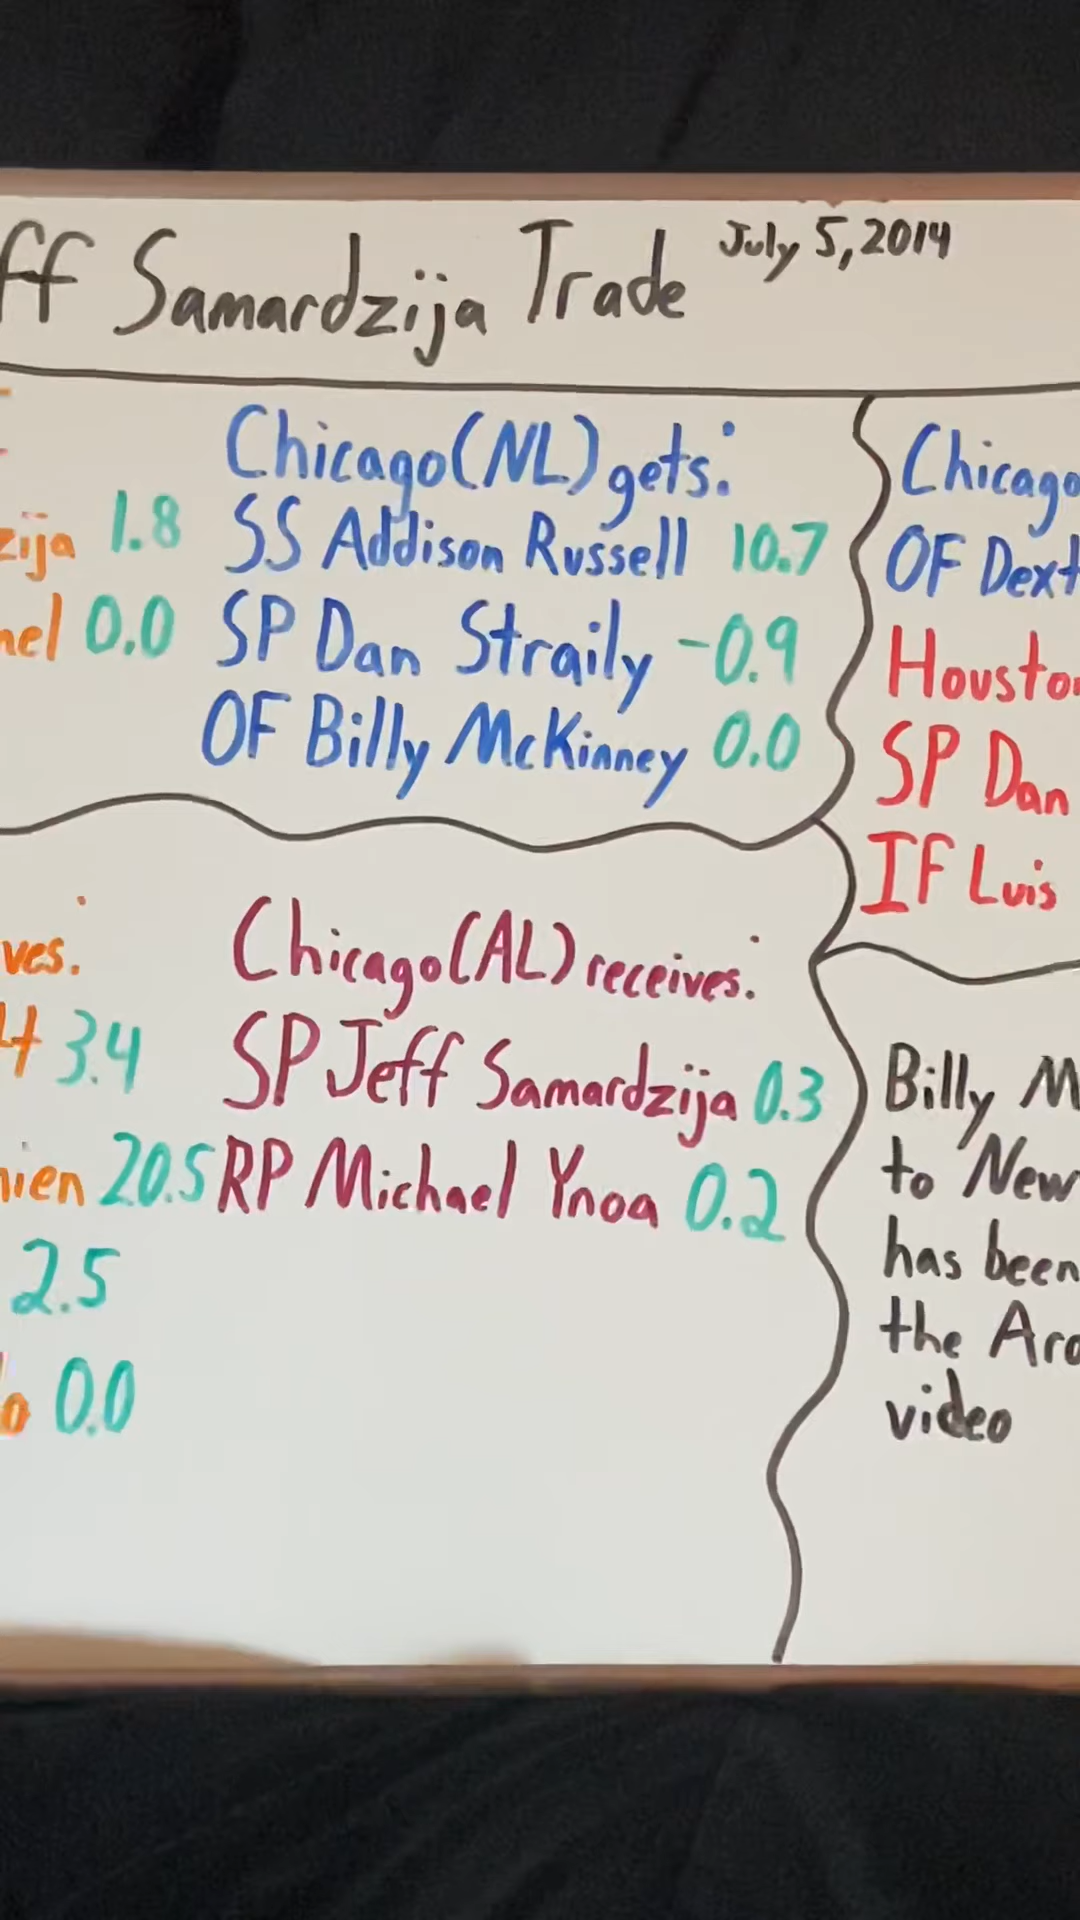 ff Samardzija Trade July 5, 2014
Chicago (NL) gets:
zija 1.8 SS Addison Russell 10.7
nel 0.0 SP Dan Straily -0.9
OF Billy McKinney 0.0
ves:
4 3.4
nien 20.5
2.5
o 0.0
Chicago (AL) receives:
SP Jeff Samardzija 0.3
RP Michael Ynoa 0.2
Chicago
OF Dext
Houston
SP Dan
IF Luis
Billy M
to New
has been
the Aro
video